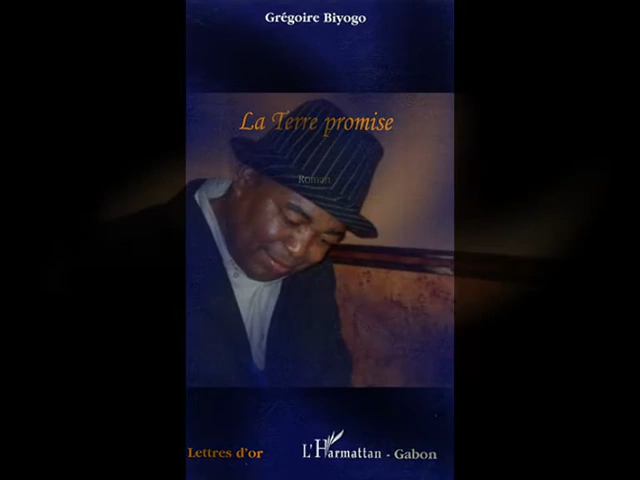 Grégoire Biyogo
La Terre promise
Roman
Lettres d'or
L'Harmattan - Gabon